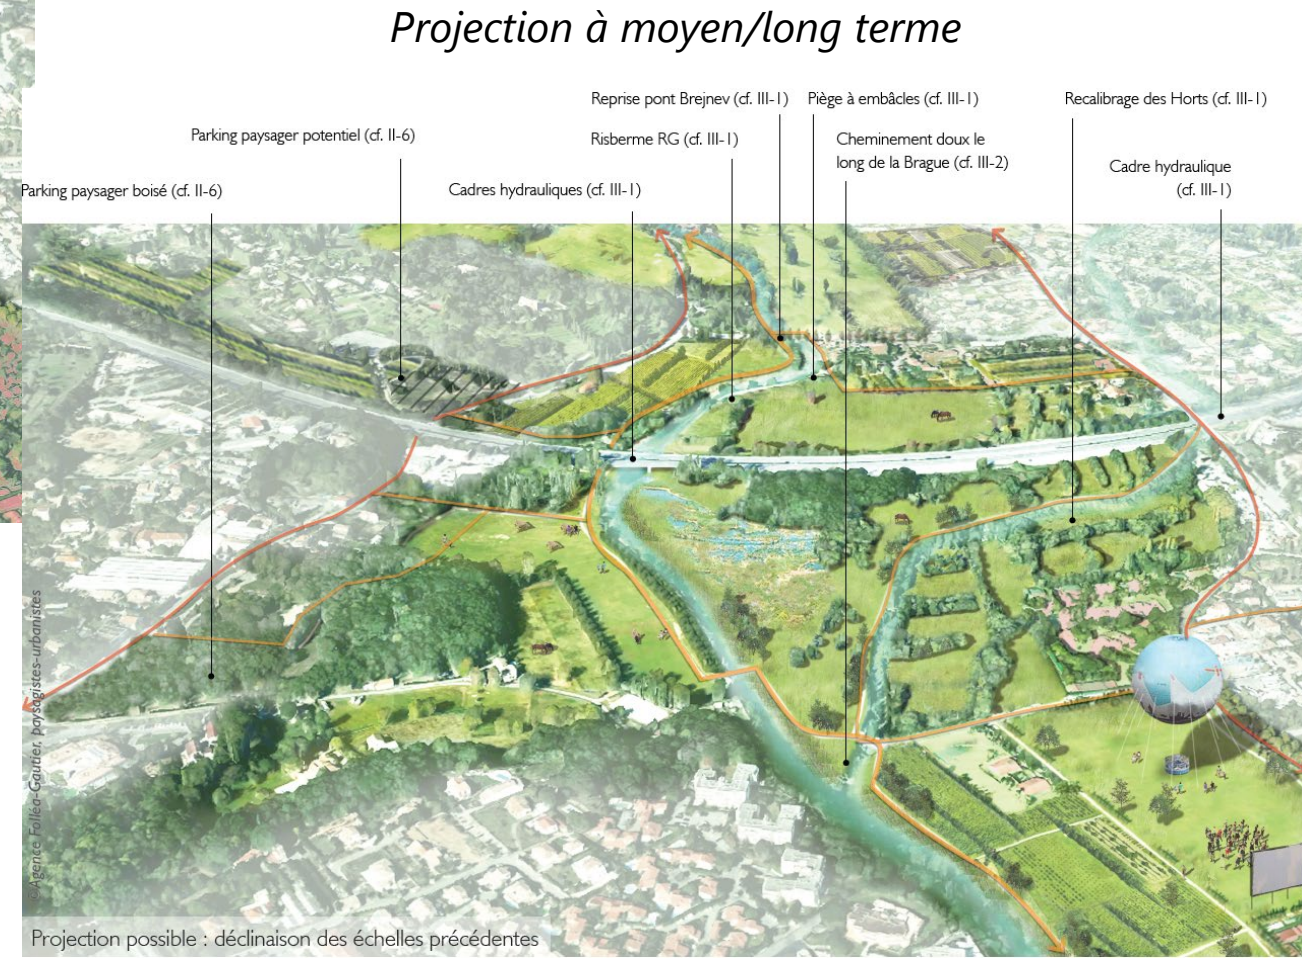 Projection à moyen/long terme
Reprise pont Brejnev (cf. III-1)
Piège à embâcles (cf. III-1)
Recalibrage des Horts (cf. III-1)
Parking paysager potentiel (cf. II-6)
Risberme RG (cf. III-1)
Cheminement doux le
long de la Brague (cf. III-2)
Cadre hydraulique
(cf. III-1)
Parking paysager boisé (cf. II-6)
Cadres hydrauliques (cf. III-1)
©Agence Folléa-Gautier, paysagistes-urbanistes
Projection possible : déclinaison des échelles précédentes